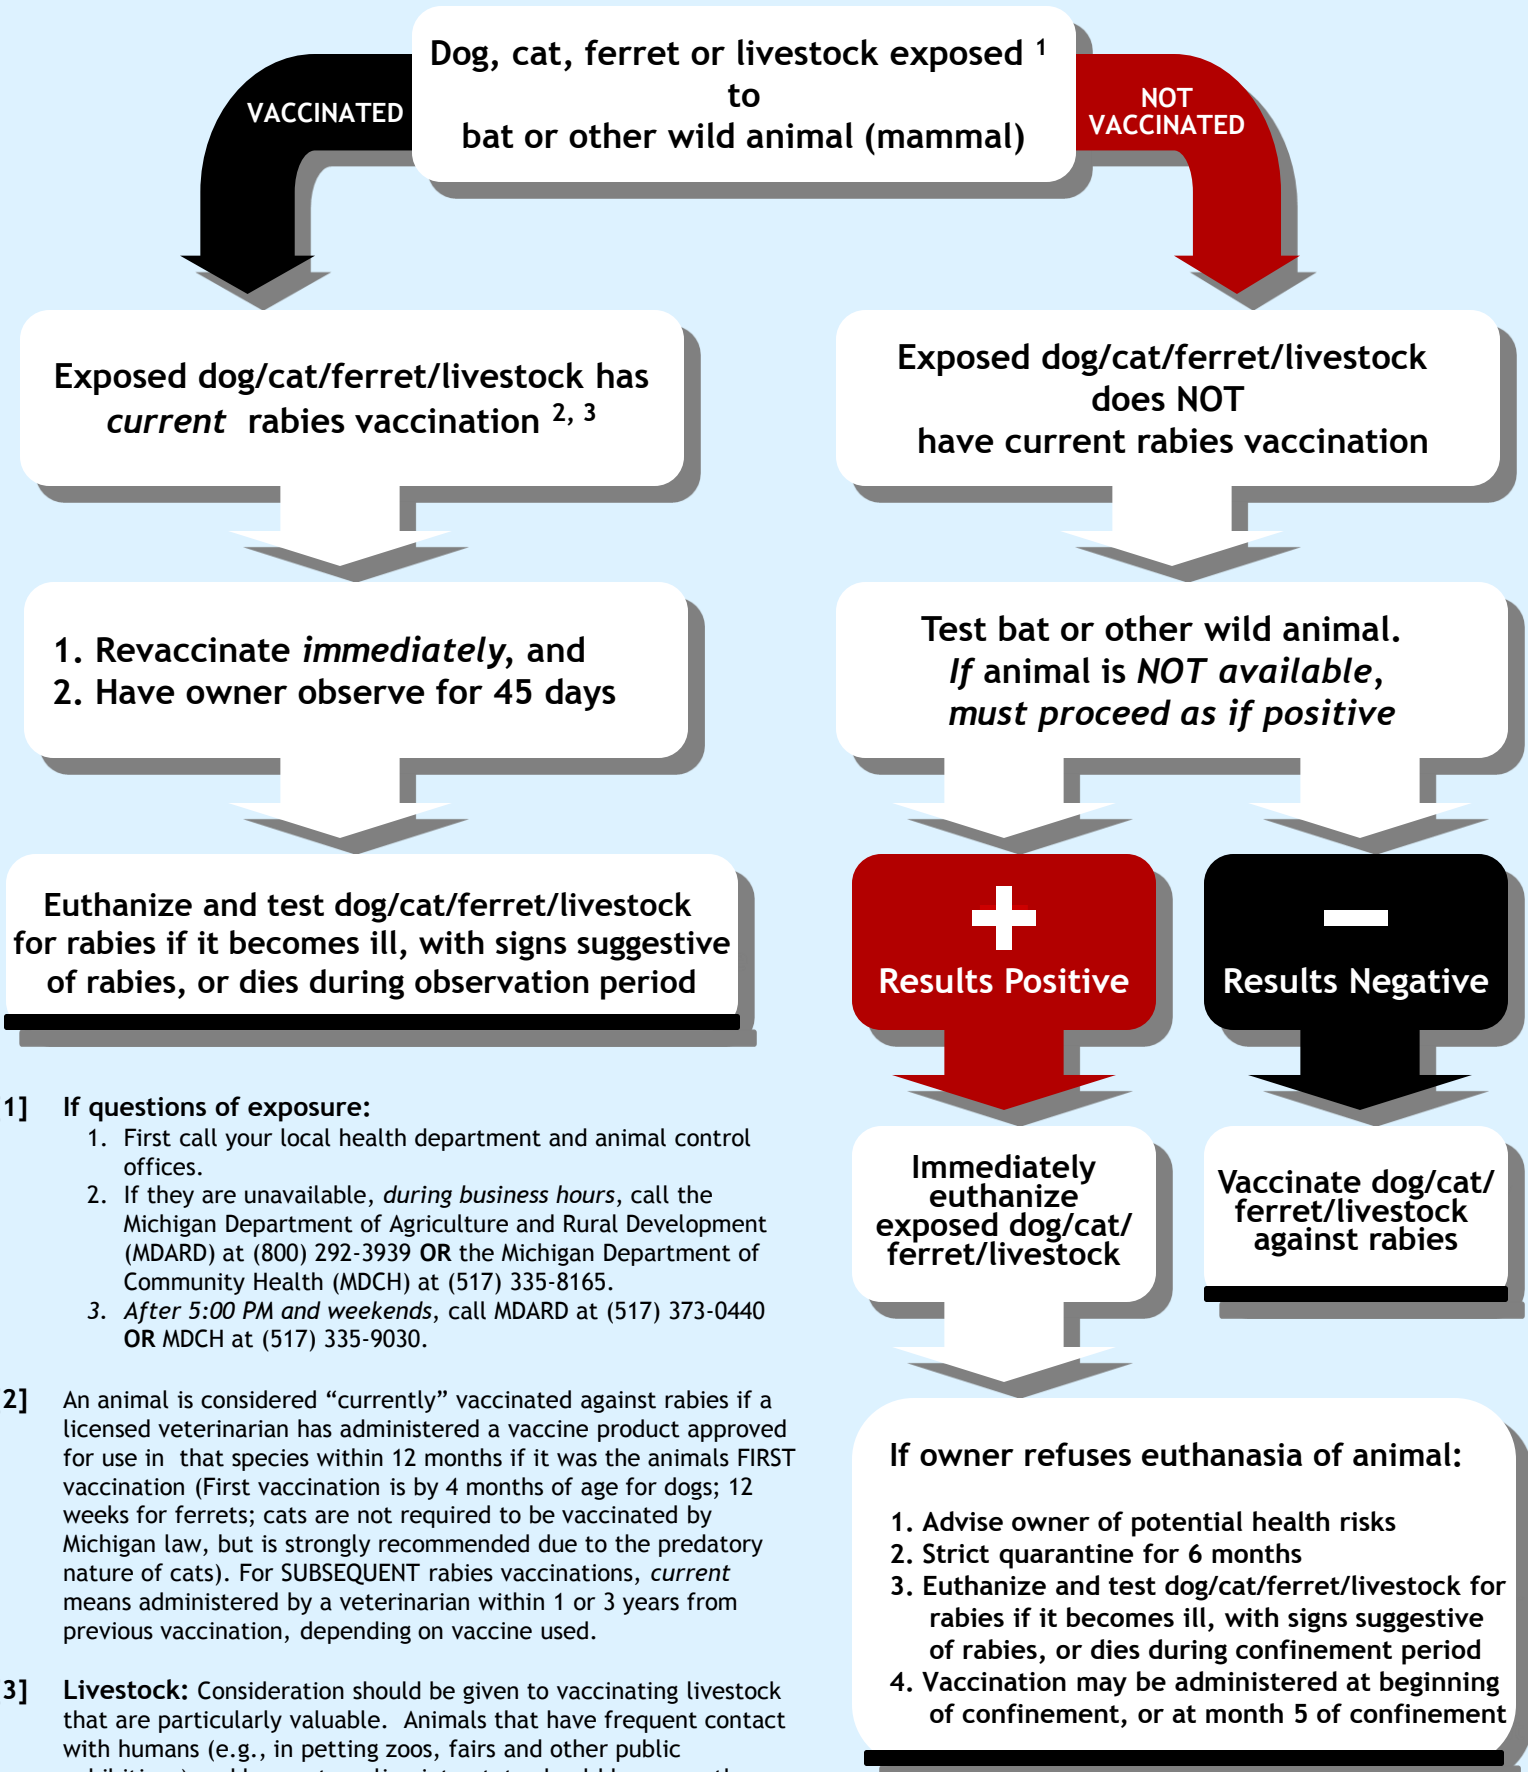 Dog, cat, ferret or livestock exposed 1
to
bat or other wild animal (mammal)
VACCINATED
NOT
VACCINATED
Exposed dog/cat/ferret/livestock has
current rabies vaccination 2, 3
Exposed dog/cat/ferret/livestock
does NOT
have current rabies vaccination
1. Revaccinate immediately, and
2. Have owner observe for 45 days
Test bat or other wild animal.
If animal is NOT available,
must proceed as if positive
Euthanize and test dog/cat/ferret/livestock
for rabies if it becomes ill, with signs suggestive
of rabies, or dies during observation period
+
Results Positive
–
Results Negative
Immediately
euthanize
exposed dog/cat/
ferret/livestock
Vaccinate dog/cat/
ferret/livestock
against rabies
If owner refuses euthanasia of animal:
1. Advise owner of potential health risks
2. Strict quarantine for 6 months
3. Euthanize and test dog/cat/ferret/livestock for
rabies if it becomes ill, with signs suggestive
of rabies, or dies during confinement period
4. Vaccination may be administered at beginning
of confinement, or at month 5 of confinement
1] If questions of exposure:
1. First call your local health department and animal control
offices.
2. If they are unavailable, during business hours, call the
Michigan Department of Agriculture and Rural Development
(MDARD) at (800) 292-3939 OR the Michigan Department of
Community Health (MDCH) at (517) 335-8165.
3. After 5:00 PM and weekends, call MDARD at (517) 373-0440
OR MDCH at (517) 335-9030.
2] An animal is considered “currently” vaccinated against rabies if a
licensed veterinarian has administered a vaccine product approved
for use in that species within 12 months if it was the animals FIRST
vaccination (First vaccination is by 4 months of age for dogs; 12
weeks for ferrets; cats are not required to be vaccinated by
Michigan law, but is strongly recommended due to the predatory
nature of cats). For SUBSEQUENT rabies vaccinations, current
means administered by a veterinarian within 1 or 3 years from
previous vaccination, depending on vaccine used.
3] Livestock: Consideration should be given to vaccinating livestock
that are particularly valuable. Animals that have frequent contact
with humans (e.g., in petting zoos, fairs and other public